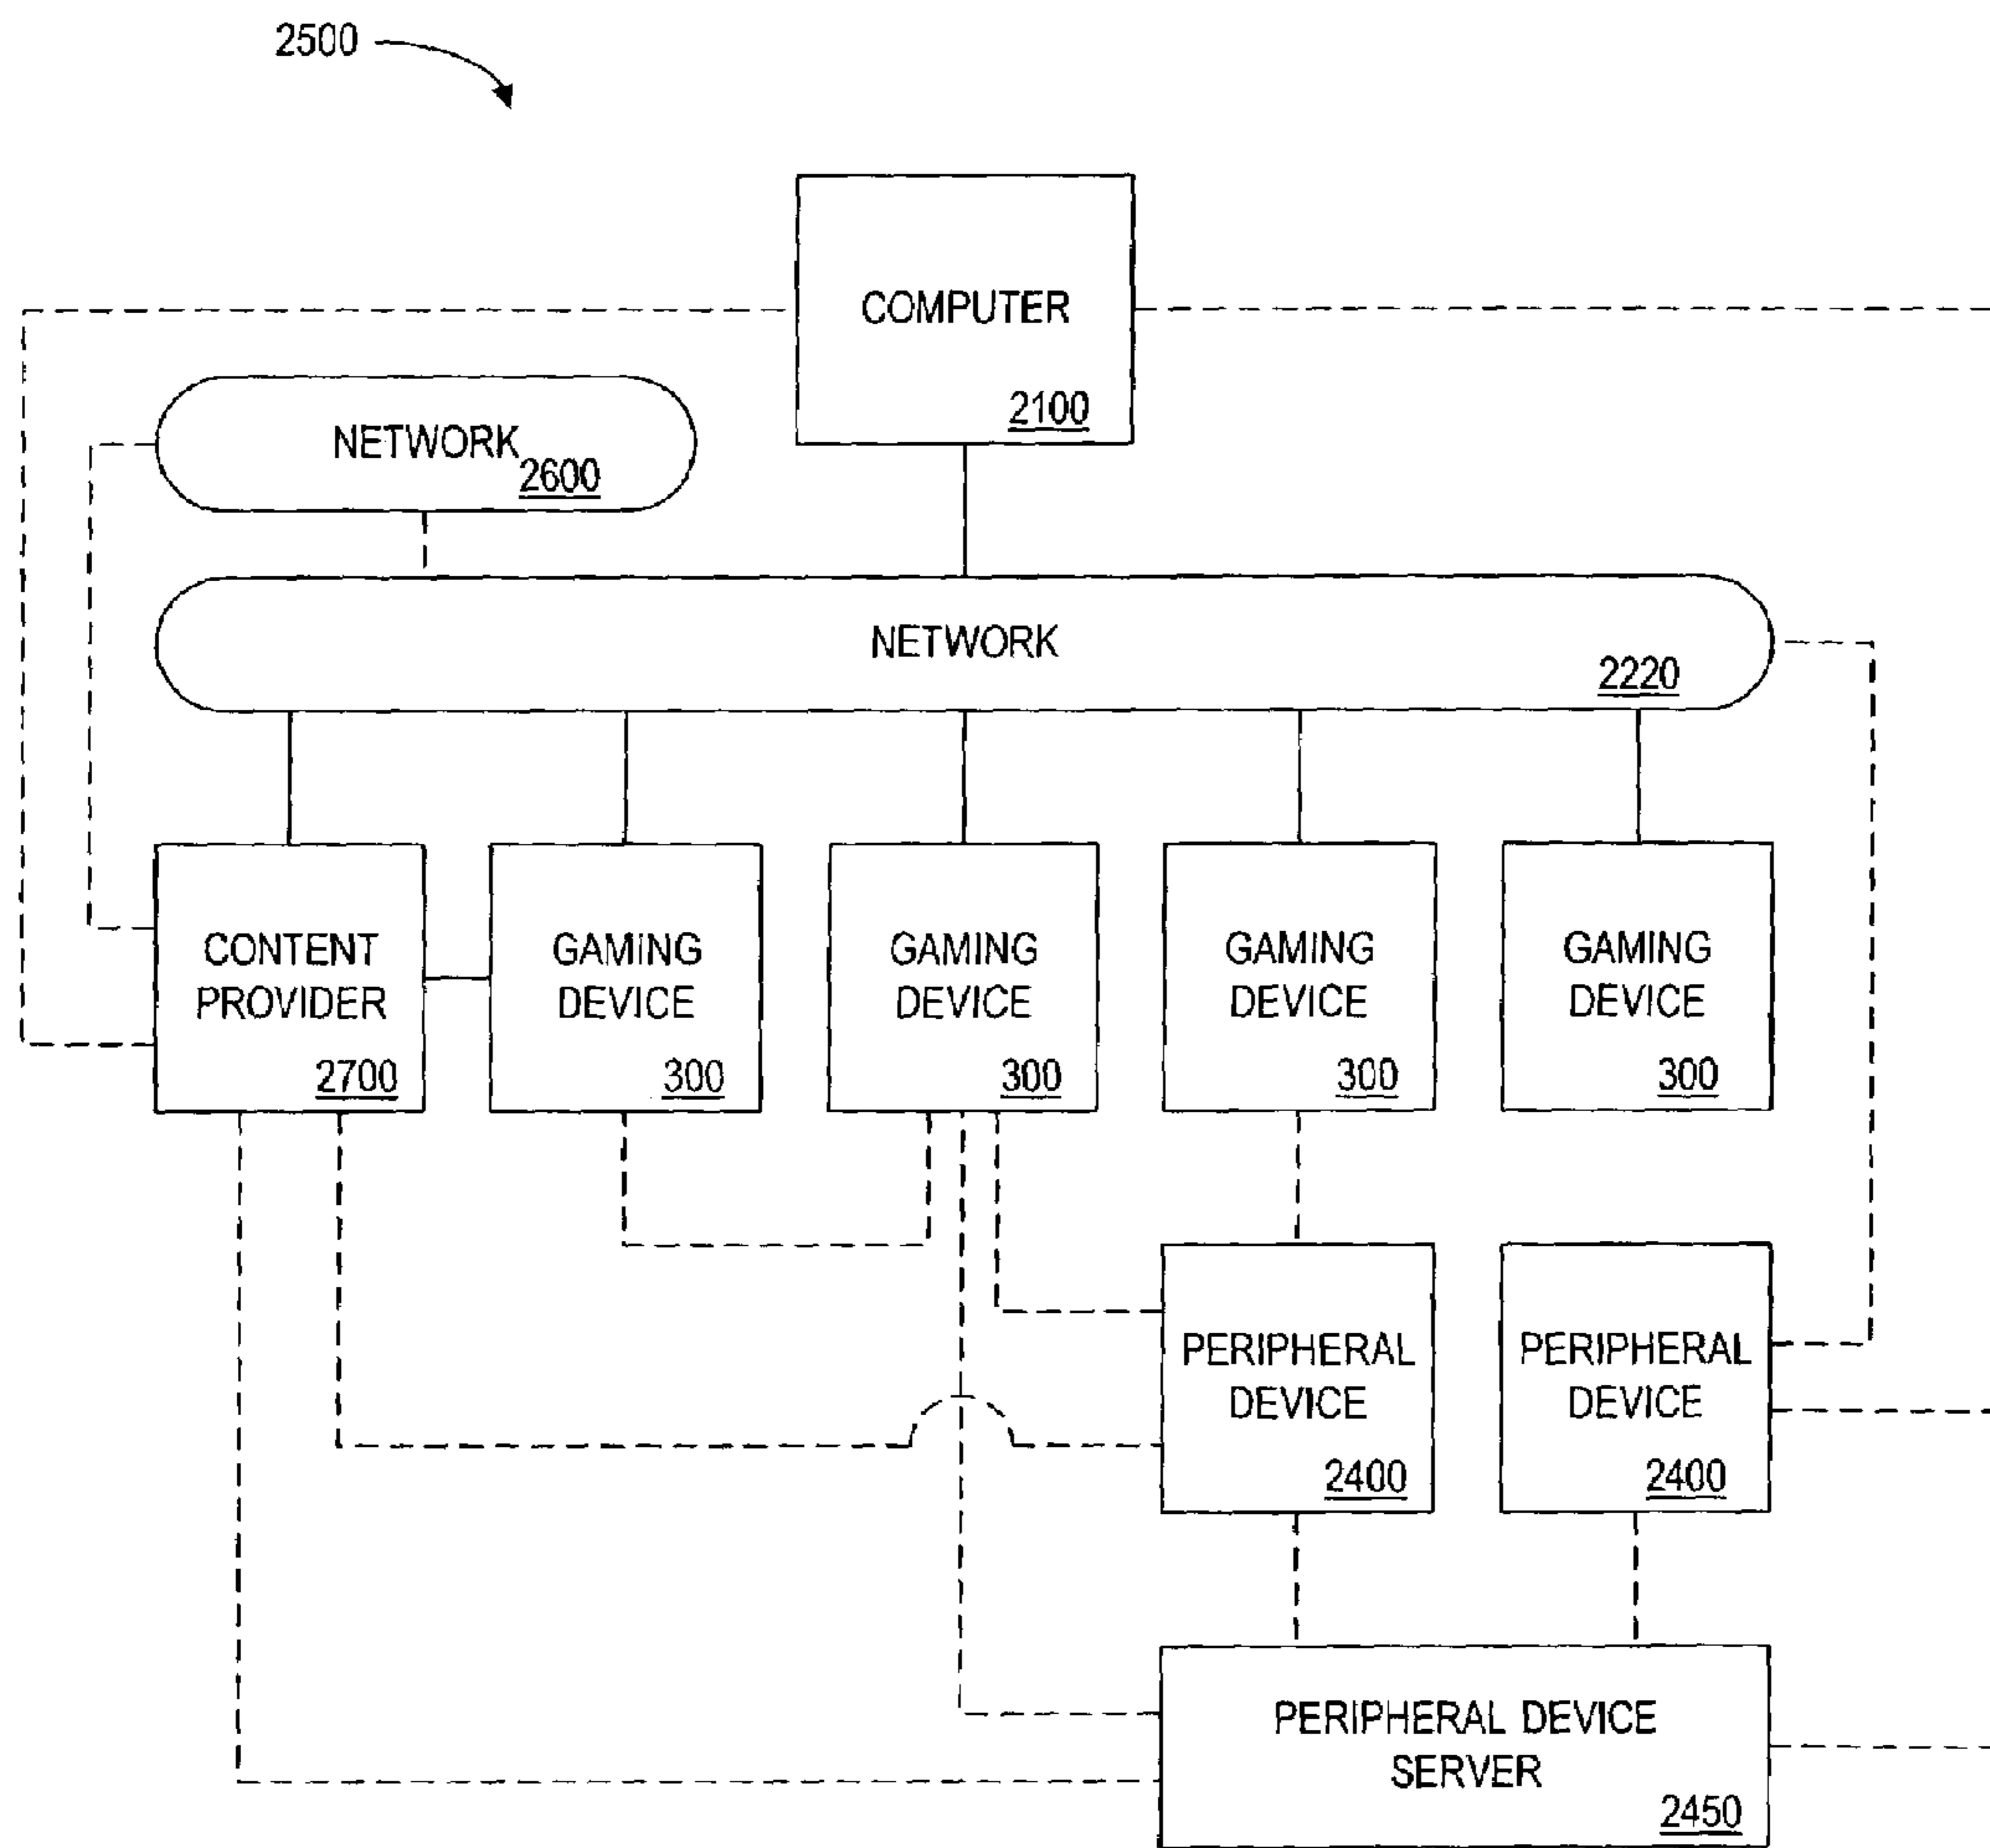 2500
COMPUTER
2100
NETWORK
2600
NETWORK
2220
CONTENT
PROVIDER
2700
GAMING
DEVICE
300
GAMING
DEVICE
300
GAMING
DEVICE
300
GAMING
DEVICE
300
PERIPHERAL
DEVICE
2400
PERIPHERAL
DEVICE
2400
PERIPHERAL DEVICE
SERVER
2450